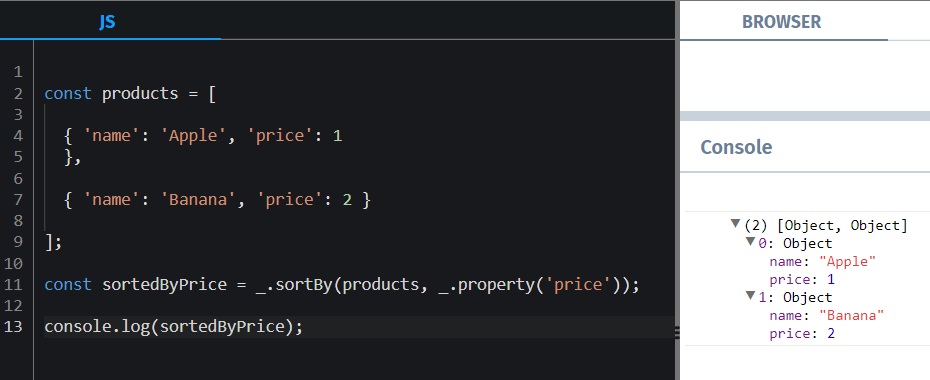 JS
1
2 const products = [
3
4 { 'name': 'Apple', 'price': 1
5 },
6
7 { 'name': 'Banana', 'price': 2 }
8
9 ];
10
11 const sortedByPrice = _.sortBy(products, _.property('price'));
12
13 console.log(sortedByPrice);
BROWSER
Console
▼(2) [Object, Object]
▼0: Object
name: "Apple"
price: 1
▼1: Object
name: "Banana"
price: 2